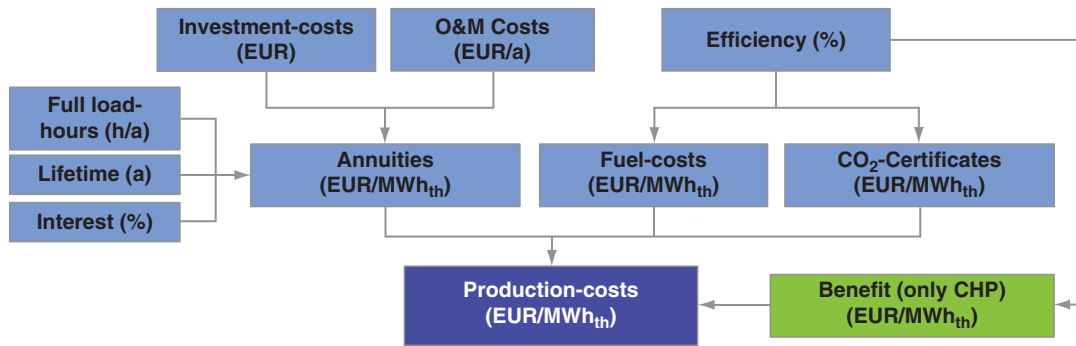 Investment-costs
(EUR)
O&M Costs
(EUR/a)
Efficiency (%)
Full load-
hours (h/a)
Lifetime (a)
Interest (%)
Annuities
(EUR/MWhth)
Fuel-costs
(EUR/MWhth)
CO2-Certificates
(EUR/MWhth)
Production-costs
(EUR/MWhth)
Benefit (only CHP)
(EUR/MWhth)